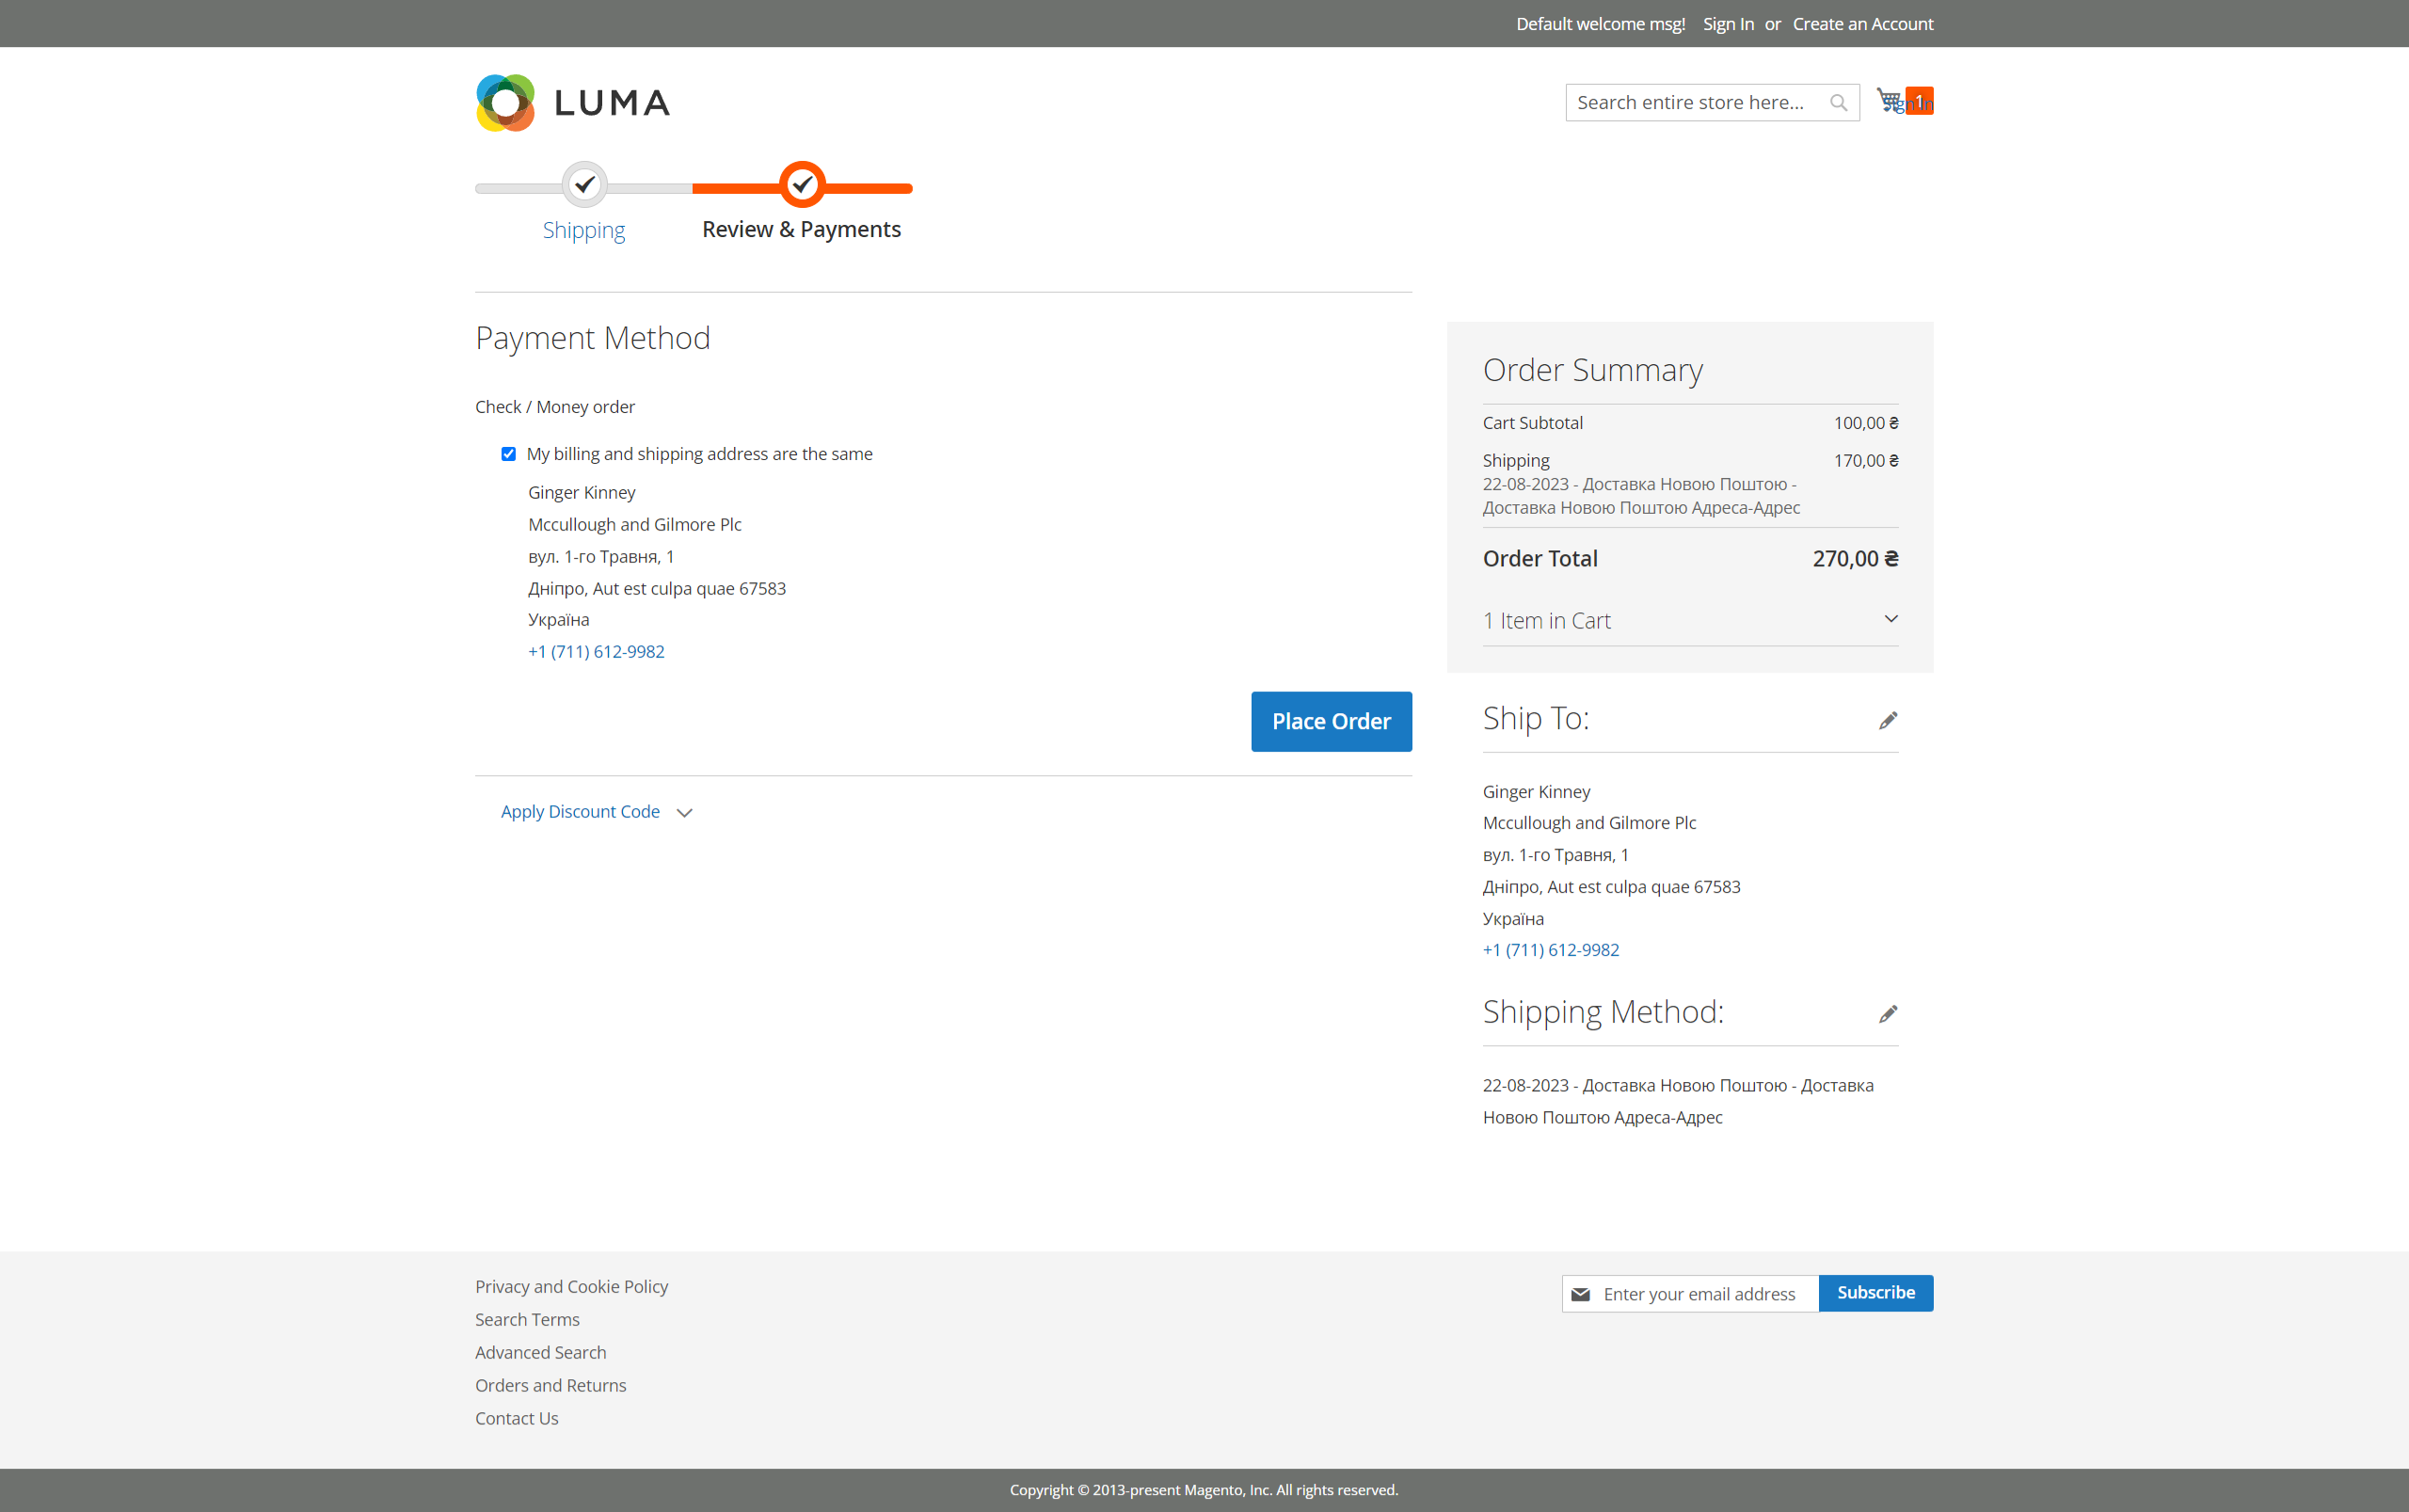 Default welcome msg! Sign In or Create an Account
LUMA
Search entire store here...
Sign In
1
Shipping
Review & Payments
Payment Method
Check / Money order
My billing and shipping address are the same
Ginger Kinney
Mccullough and Gilmore Plc
вул. 1-го Травня, 1
Дніпро, Aut est culpa quae 67583
Україна
+1 (711) 612-9982
Place Order
Apply Discount Code
Order Summary
Cart Subtotal 100,00 ₴
Shipping 170,00 ₴
22-08-2023 - Доставка Новою Поштою -
Доставка Новою Поштою Адреса-Адрес
Order Total 270,00 ₴
1 Item in Cart
Ship To:
Ginger Kinney
Mccullough and Gilmore Plc
вул. 1-го Травня, 1
Дніпро, Aut est culpa quae 67583
Україна
+1 (711) 612-9982
Shipping Method:
22-08-2023 - Доставка Новою Поштою - Доставка
Новою Поштою Адреса-Адрес
Privacy and Cookie Policy
Search Terms
Advanced Search
Orders and Returns
Contact Us
Enter your email address
Subscribe
Copyright © 2013-present Magento, Inc. All rights reserved.